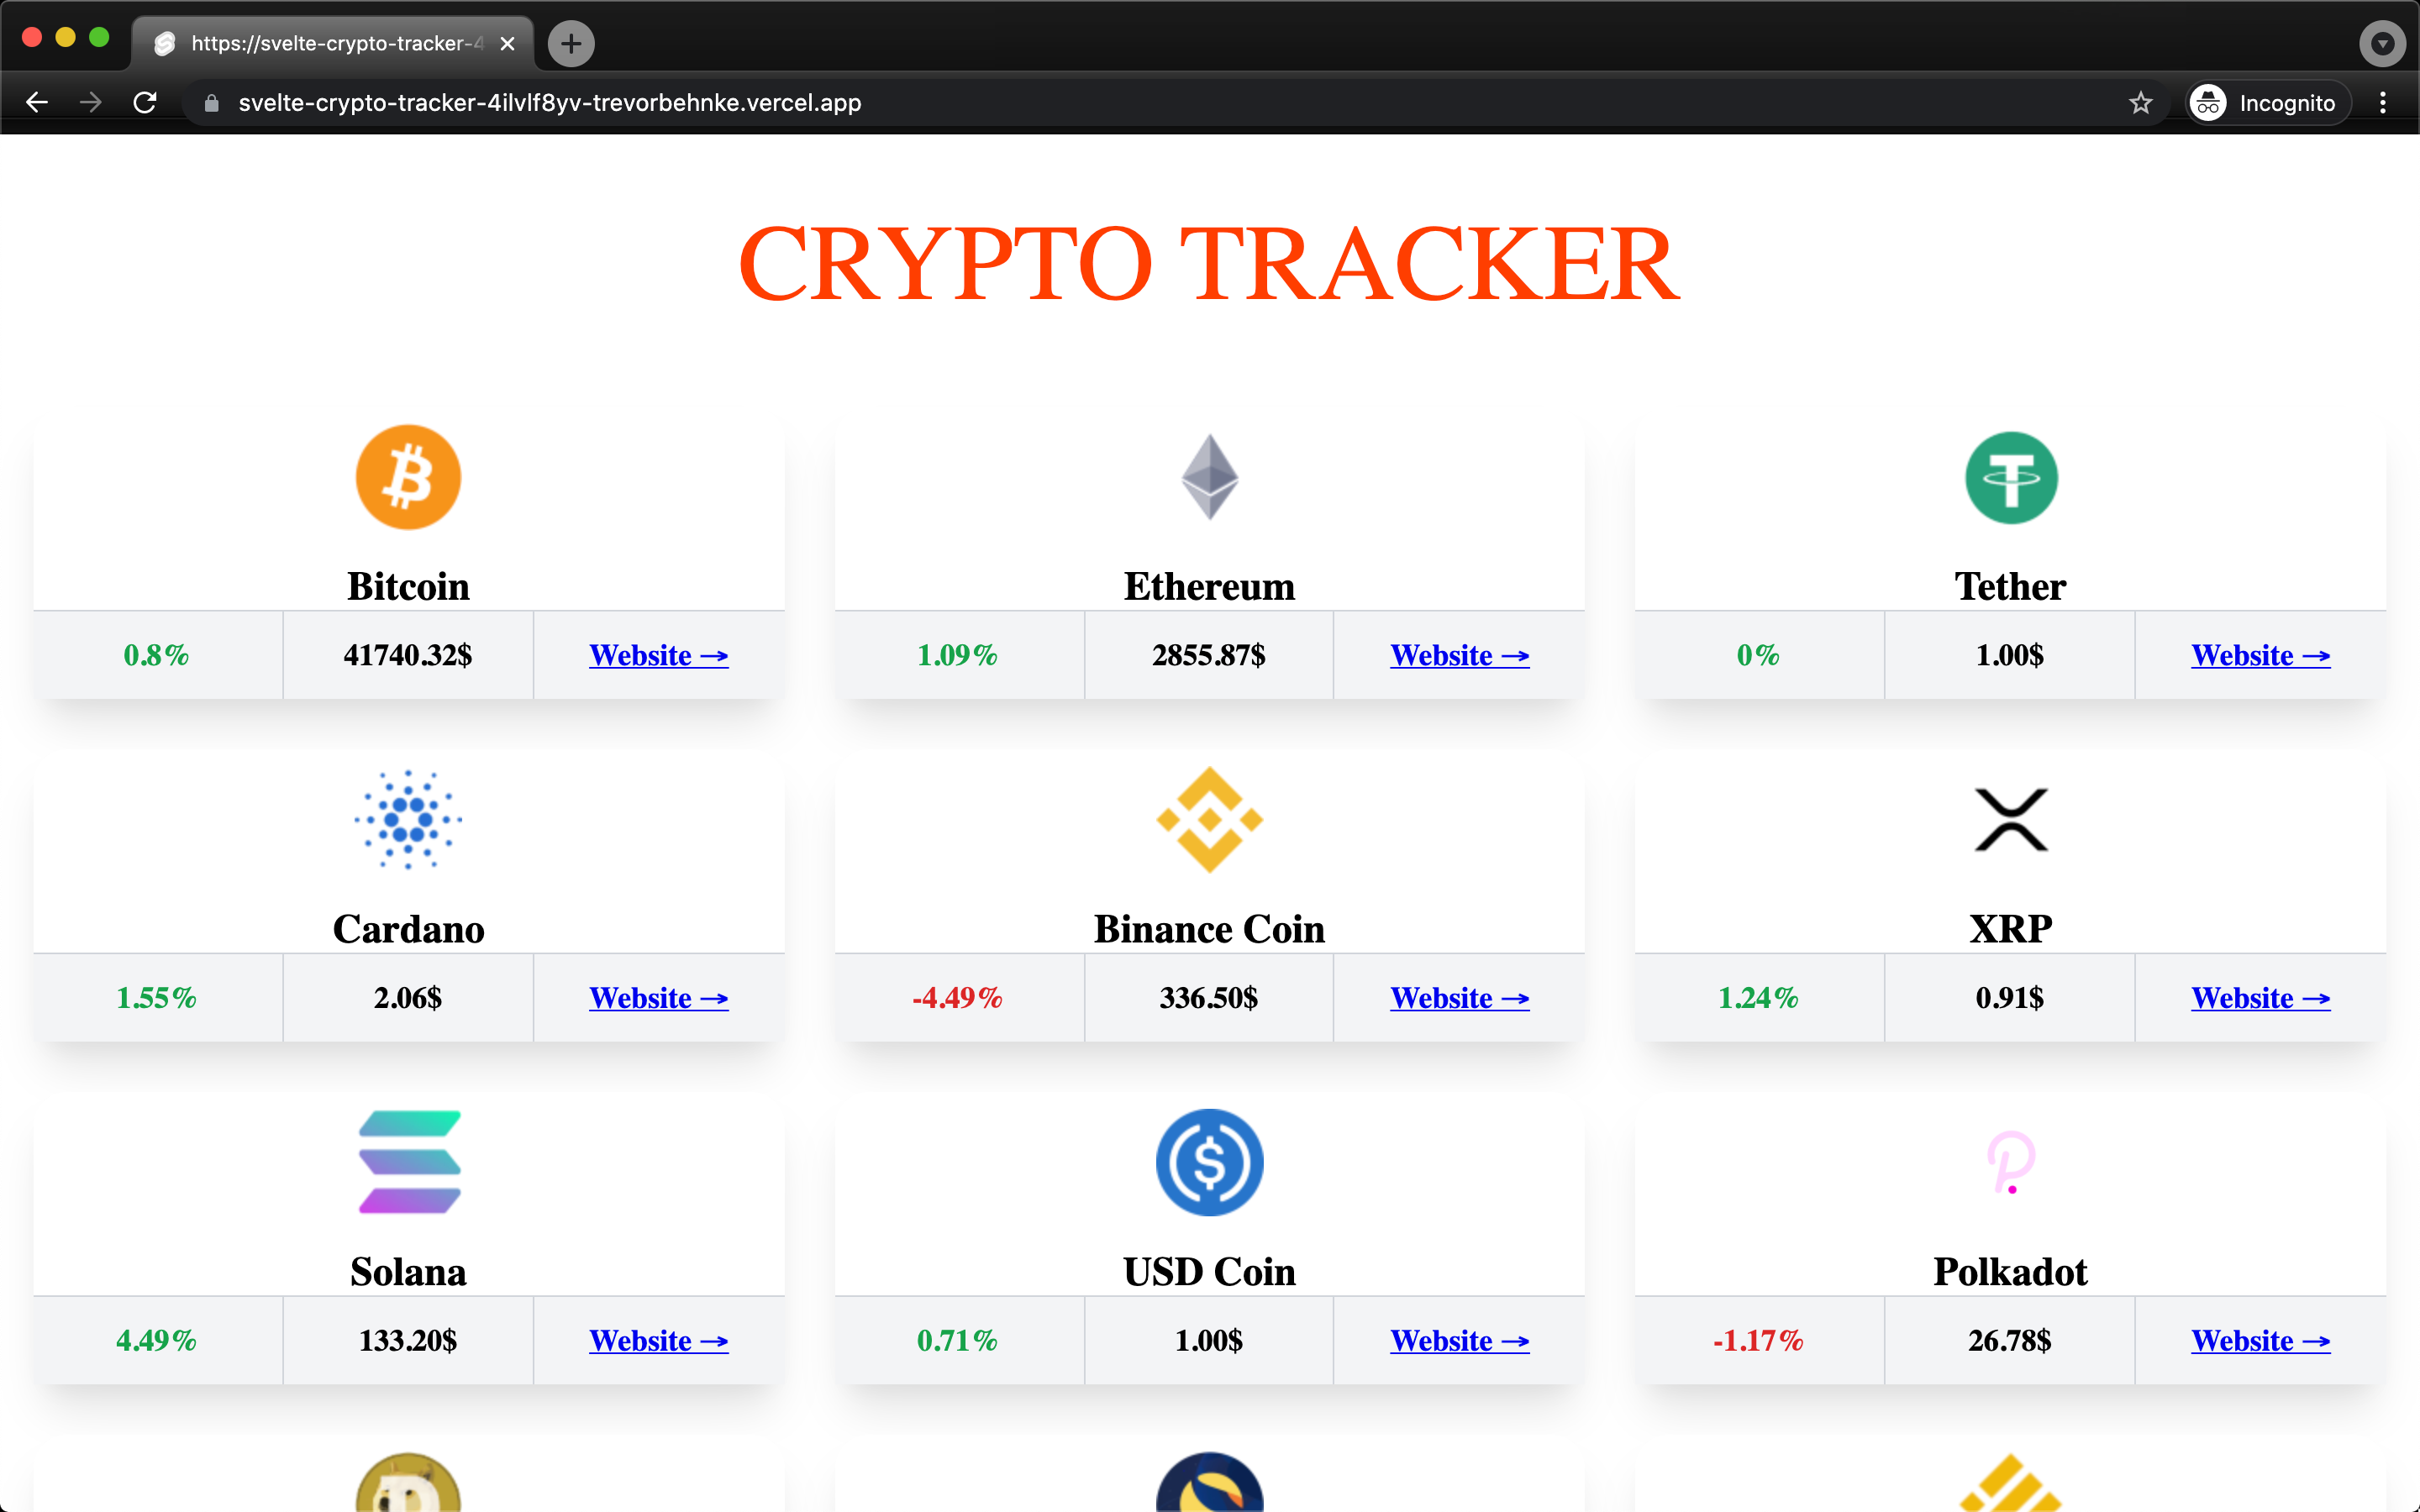 https://svelte-crypto-tracker-4
svelte-crypto-tracker-4ilvlf8yv-trevorbehnke.vercel.app
Incognito
CRYPTO TRACKER
Bitcoin
0.8% 41740.32$ Website →
Ethereum
1.09% 2855.87$ Website →
Tether
0% 1.00$ Website →
Cardano
1.55% 2.06$ Website →
Binance Coin
-4.49% 336.50$ Website →
XRP
1.24% 0.91$ Website →
Solana
4.49% 133.20$ Website →
USD Coin
0.71% 1.00$ Website →
Polkadot
-1.17% 26.78$ Website →